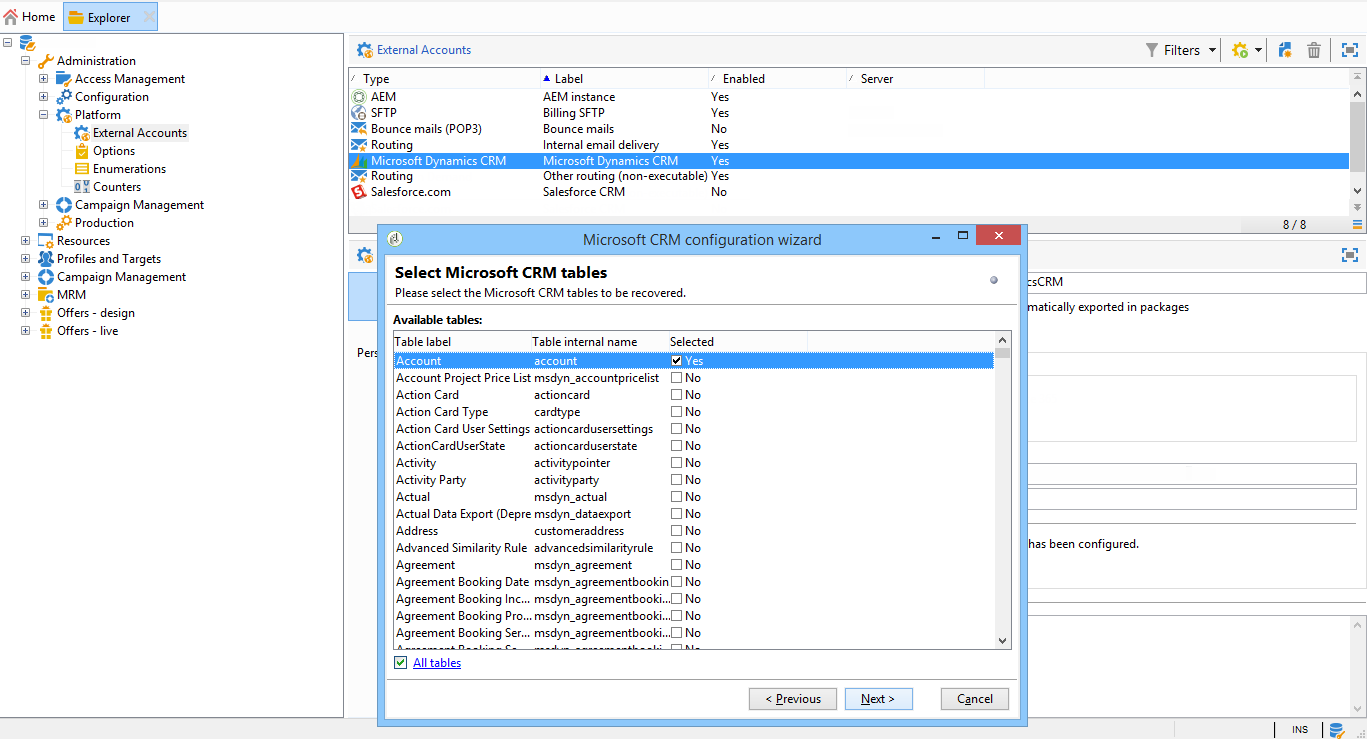 Home
Explorer
Administration
Access Management
Configuration
Platform
External Accounts
Options
Enumerations
Counters
Campaign Management
Production
Resources
Profiles and Targets
Campaign Management
MRM
Offers - design
Offers - live
External Accounts
Filters
Type Label Enabled Server
AEM AEM instance Yes
SFTP Billing SFTP Yes
Bounce mails (POP3) Bounce mails No
Routing Internal email delivery Yes
Microsoft Dynamics CRM Microsoft Dynamics CRM Yes
Routing Other routing (non-executable) Yes
Salesforce.com Salesforce CRM No
8 / 8
csCRM
matically exported in packages
Pers
has been configured.
Microsoft CRM configuration wizard
Select Microsoft CRM tables
Please select the Microsoft CRM tables to be recovered.
Available tables:
Table label Table internal name Selected
Account account Yes
Account Project Price List msdyn_accountpricelist No
Action Card actioncard No
Action Card Type cardtype No
Action Card User Settings actioncardusersettings No
ActionCardUserState actioncarduserstate No
Activity activitypointer No
Activity Party activityparty No
Actual msdyn_actual No
Actual Data Export (Depre msdyn_dataexport No
Address customeraddress No
Advanced Similarity Rule advancedsimilarityrule No
Agreement msdyn_agreement No
Agreement Booking Date msdyn_agreementbookin No
Agreement Booking Inc... msdyn_agreementbooki... No
Agreement Booking Pro... msdyn_agreementbooki... No
Agreement Booking Ser... msdyn_agreementbooki... No
All tables
< Previous Next > Cancel
INS